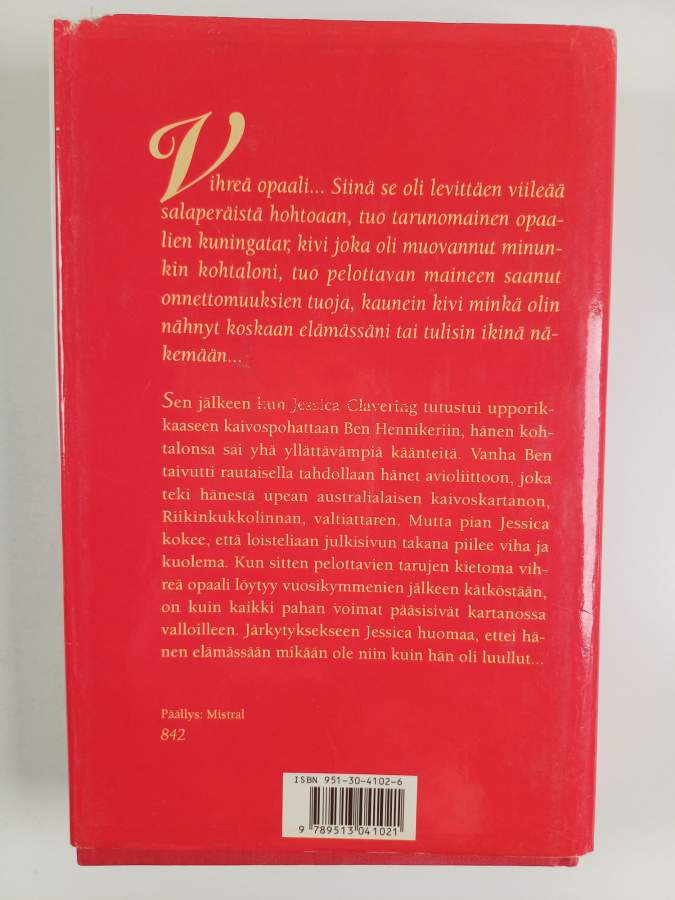 Vihreä opaali... Siinä se oli levittäen viileää
salaperäistä hohtoaan, tuo tarunomainen opaa-
lien kuningatar, kivi joka oli muovannut minun-
kin kohtaloni, tuo pelottavan maineen saanut
onnettomuuksien tuoja, kaunein kivi minkä olin
nähnyt koskaan elämässäni tai tulisin ikinä nä-
kemään...
Sen jälkeen kun Jessica Clavering tutustui upporik-
kaaseen kaivospohattaan Ben Hennikeriin, hänen koh-
talonsa sai yhä yllättävämpiä käänteitä. Vanha Ben
taivutti rautaisella tahdollaan hänet avioliittoon, joka
teki hänestä upean australialaisen kaivoskartanon,
Riikinkukkolinnan, valtiattaren. Mutta pian Jessica
kokee, että loisteliaan julkisivun takana piilee viha ja
kuolema. Kun sitten pelottavien tarujen kietoma vih-
reä opaali löytyy vuosikymmenien jälkeen kätköstään,
on kuin kaikki pahan voimat pääsisivät kartanossa
valloilleen. Järkytyksekseen Jessica huomaa, ettei hä-
nen elämässään mikään ole niin kuin hän oli luullut...
Päällys: Mistral
842
ISBN 951-30-4102-6
9 789513 041021